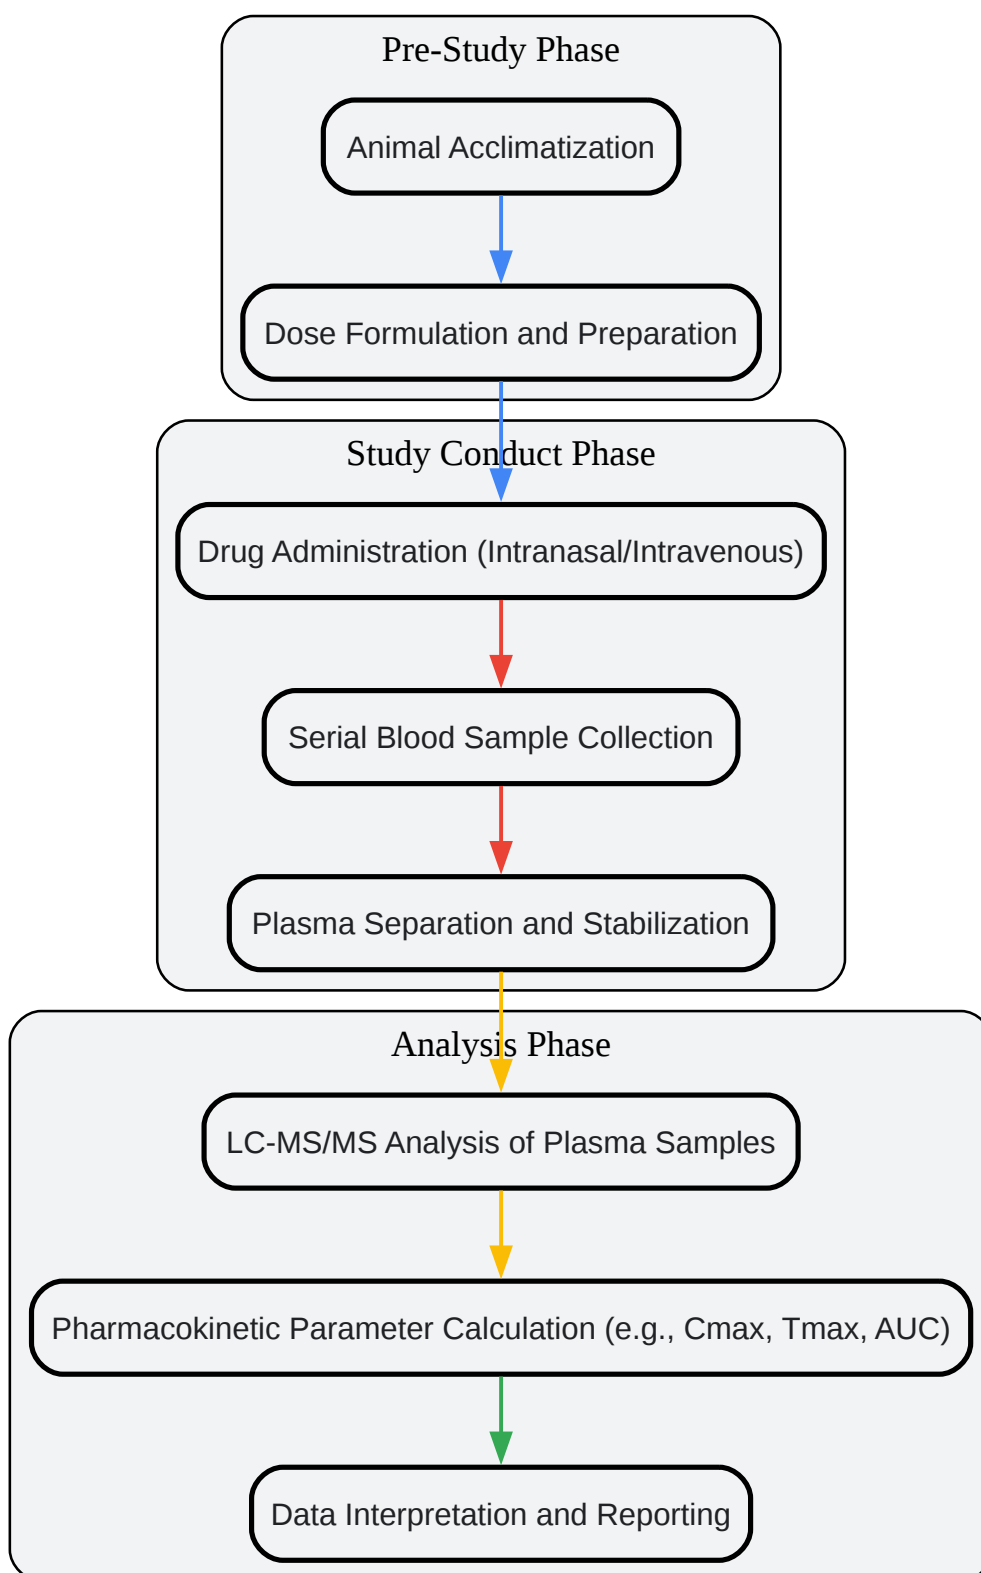 Pre-Study Phase
Animal Acclimatization
Dose Formulation and Preparation
Study Conduct Phase
Drug Administration (Intranasal/Intravenous)
Serial Blood Sample Collection
Plasma Separation and Stabilization
Analysis Phase
LC-MS/MS Analysis of Plasma Samples
Pharmacokinetic Parameter Calculation (e.g., Cmax, Tmax, AUC)
Data Interpretation and Reporting